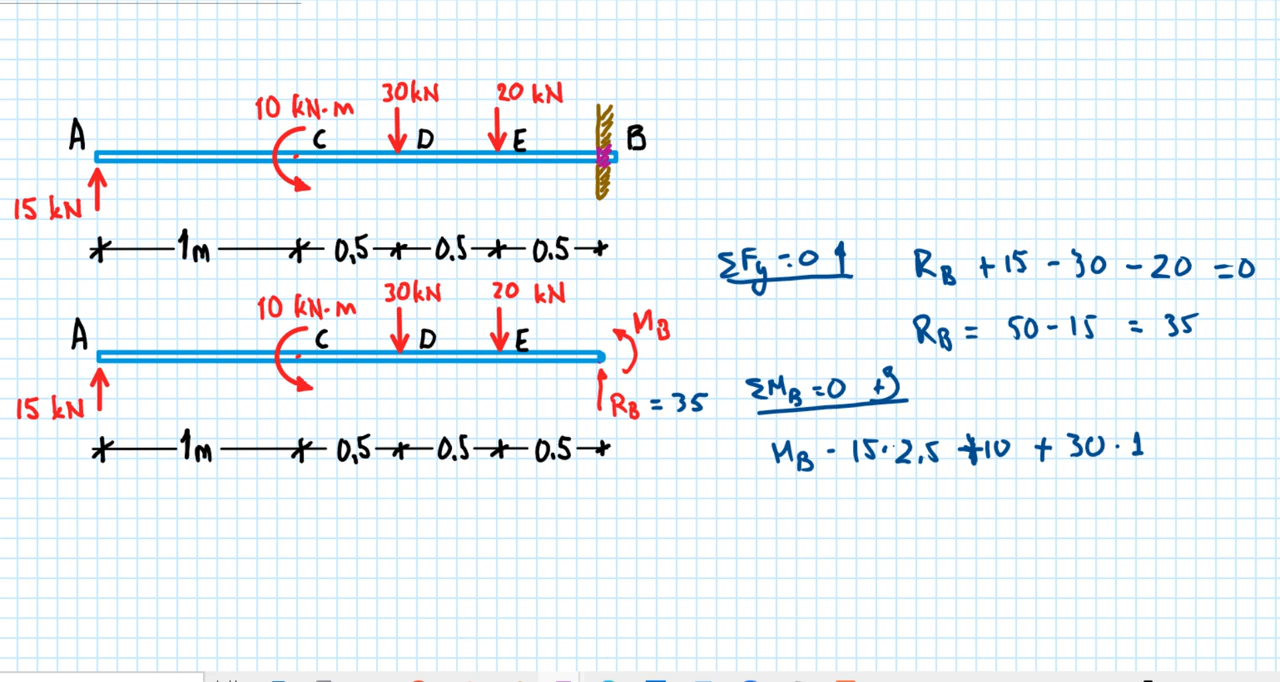 10 kN·m 30kN 20 kN
A C D E B
15 kN
1m 0,5 0.5 0.5
ΣFy=0 R_B +15 -30 -20 =0
10 kN·m 30kN 20 kN M_B
A C D E
R_B = 50-15 = 35
15 kN R_B = 35 ΣM_B=0 +
1m 0,5 0.5 0.5 M_B - 15·2,5 +10 + 30·1